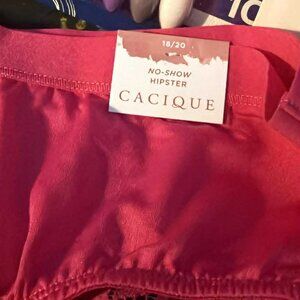 18/20
NO-SHOW
HIPSTER
CACIQUE